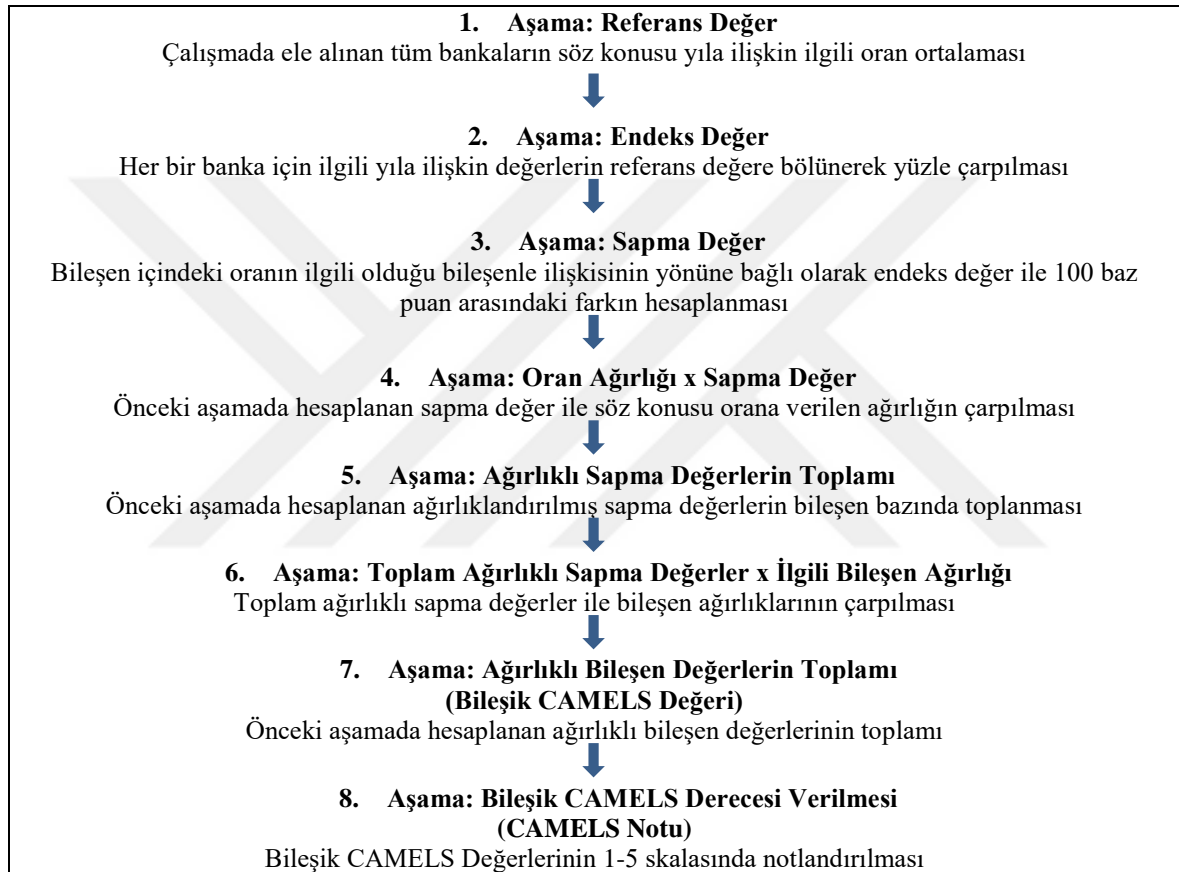 1. Aşama: Referans Değer
Çalışmada ele alınan tüm bankaların söz konusu yıla ilişkin ilgili oran ortalaması
2. Aşama: Endeks Değer
Her bir banka için ilgili yıla ilişkin değerlerin referans değere bölünerek yüzle çarpılması
3. Aşama: Sapma Değer
Bileşen içindeki oranın ilgili olduğu bileşenle ilişkisinin yönüne bağlı olarak endeks değer ile 100 baz
puan arasındaki farkın hesaplanması
4. Aşama: Oran Ağırlığı x Sapma Değer
Önceki aşamada hesaplanan sapma değer ile söz konusu orana verilen ağırlığın çarpılması
5. Aşama: Ağırlıklı Sapma Değerlerin Toplamı
Önceki aşamada hesaplanan ağırlıklandırılmış sapma değerlerin bileşen bazında toplanması
6. Aşama: Toplam Ağırlıklı Sapma Değerler x İlgili Bileşen Ağırlığı
Toplam ağırlıklı sapma değerler ile bileşen ağırlıklarının çarpılması
7. Aşama: Ağırlıklı Bileşen Değerlerin Toplamı
(Bileşik CAMELS Değeri)
Önceki aşamada hesaplanan ağırlıklı bileşen değerlerinin toplamı
8. Aşama: Bileşik CAMELS Derecesi Verilmesi
(CAMELS Notu)
Bileşik CAMELS Değerlerinin 1-5 skalasında notlandırılması